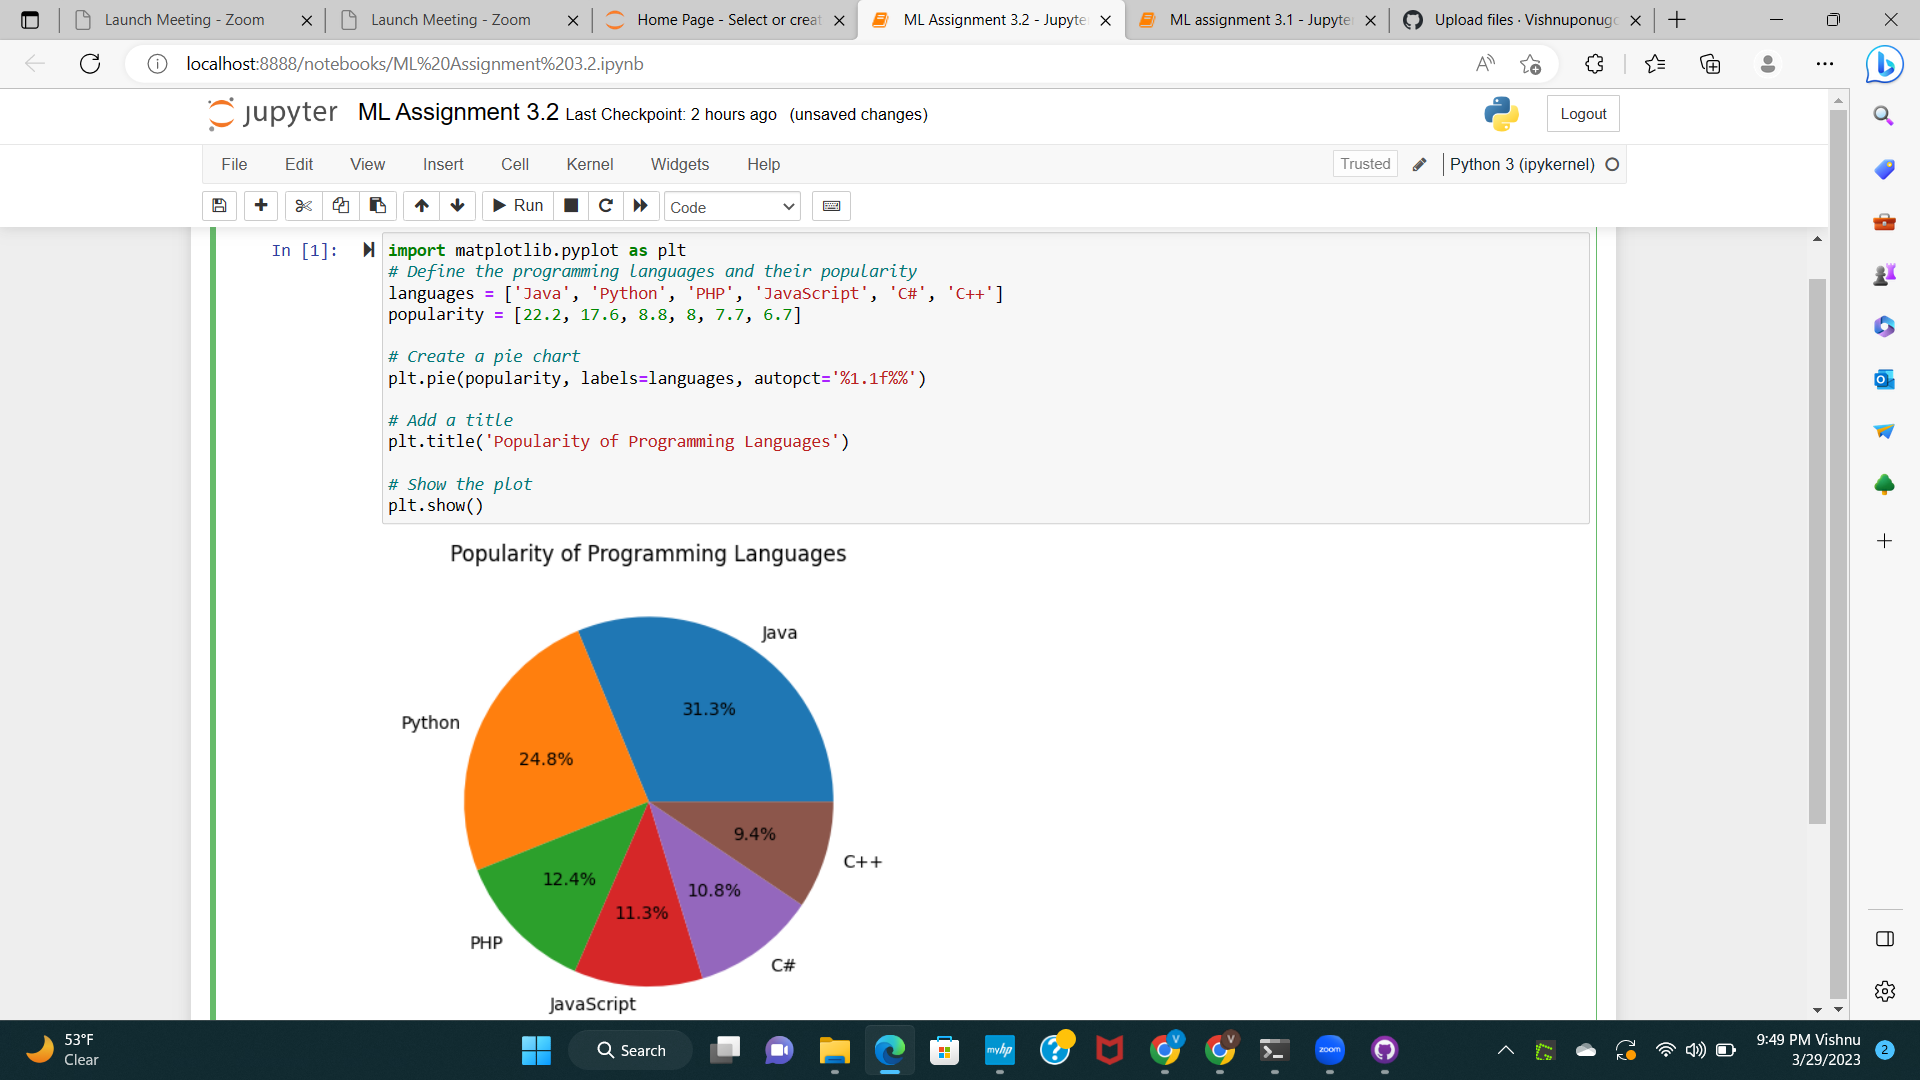 Launch Meeting - Zoom
Launch Meeting - Zoom
Home Page - Select or creat
ML Assignment 3.2 - Jupyte
ML assignment 3.1 - Jupyte
Upload files · Vishnuponugo
localhost:8888/notebooks/ML%20Assignment%203.2.ipynb
jupyter ML Assignment 3.2 Last Checkpoint: 2 hours ago (unsaved changes)
Logout
File Edit View Insert Cell Kernel Widgets Help
Trusted
Python 3 (ipykernel)
Run
Code
In [1]:
import matplotlib.pyplot as plt
# Define the programming languages and their popularity
languages = ['Java', 'Python', 'PHP', 'JavaScript', 'C#', 'C++']
popularity = [22.2, 17.6, 8.8, 8, 7.7, 6.7]
# Create a pie chart
plt.pie(popularity, labels=languages, autopct='%1.1f%%')
# Add a title
plt.title('Popularity of Programming Languages')
# Show the plot
plt.show()
Popularity of Programming Languages
Java
31.3%
Python
24.8%
9.4%
C++
12.4%
10.8%
11.3%
PHP
C#
JavaScript
53°F
Clear
Search
myhp
V
V
zoom
9:49 PM Vishnu
3/29/2023
2